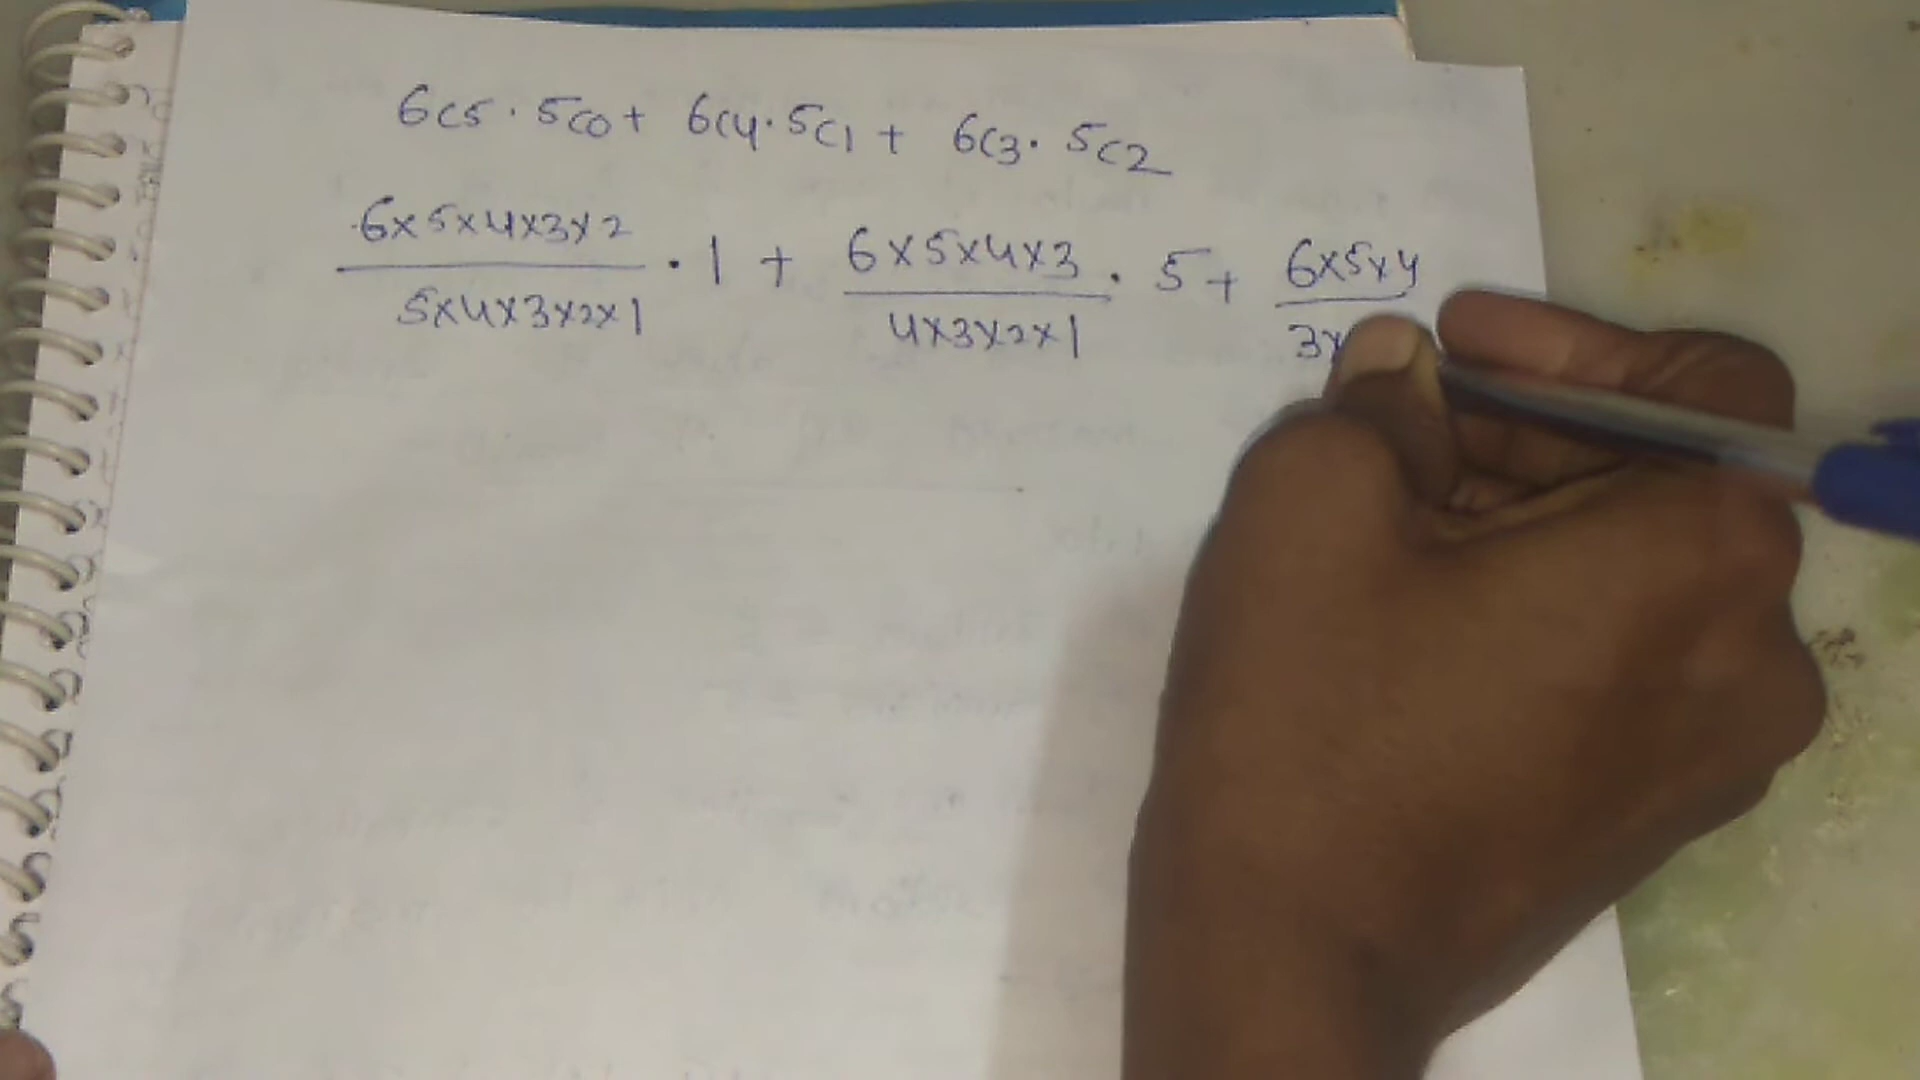 6C5 · 5C0 + 6C4 · 5C1 + 6C3 · 5C2
6×5×4×3×2 / 5×4×3×2×1 · 1 + 6×5×4×3 / 4×3×2×1 · 5 + 6×5×4 / 3×